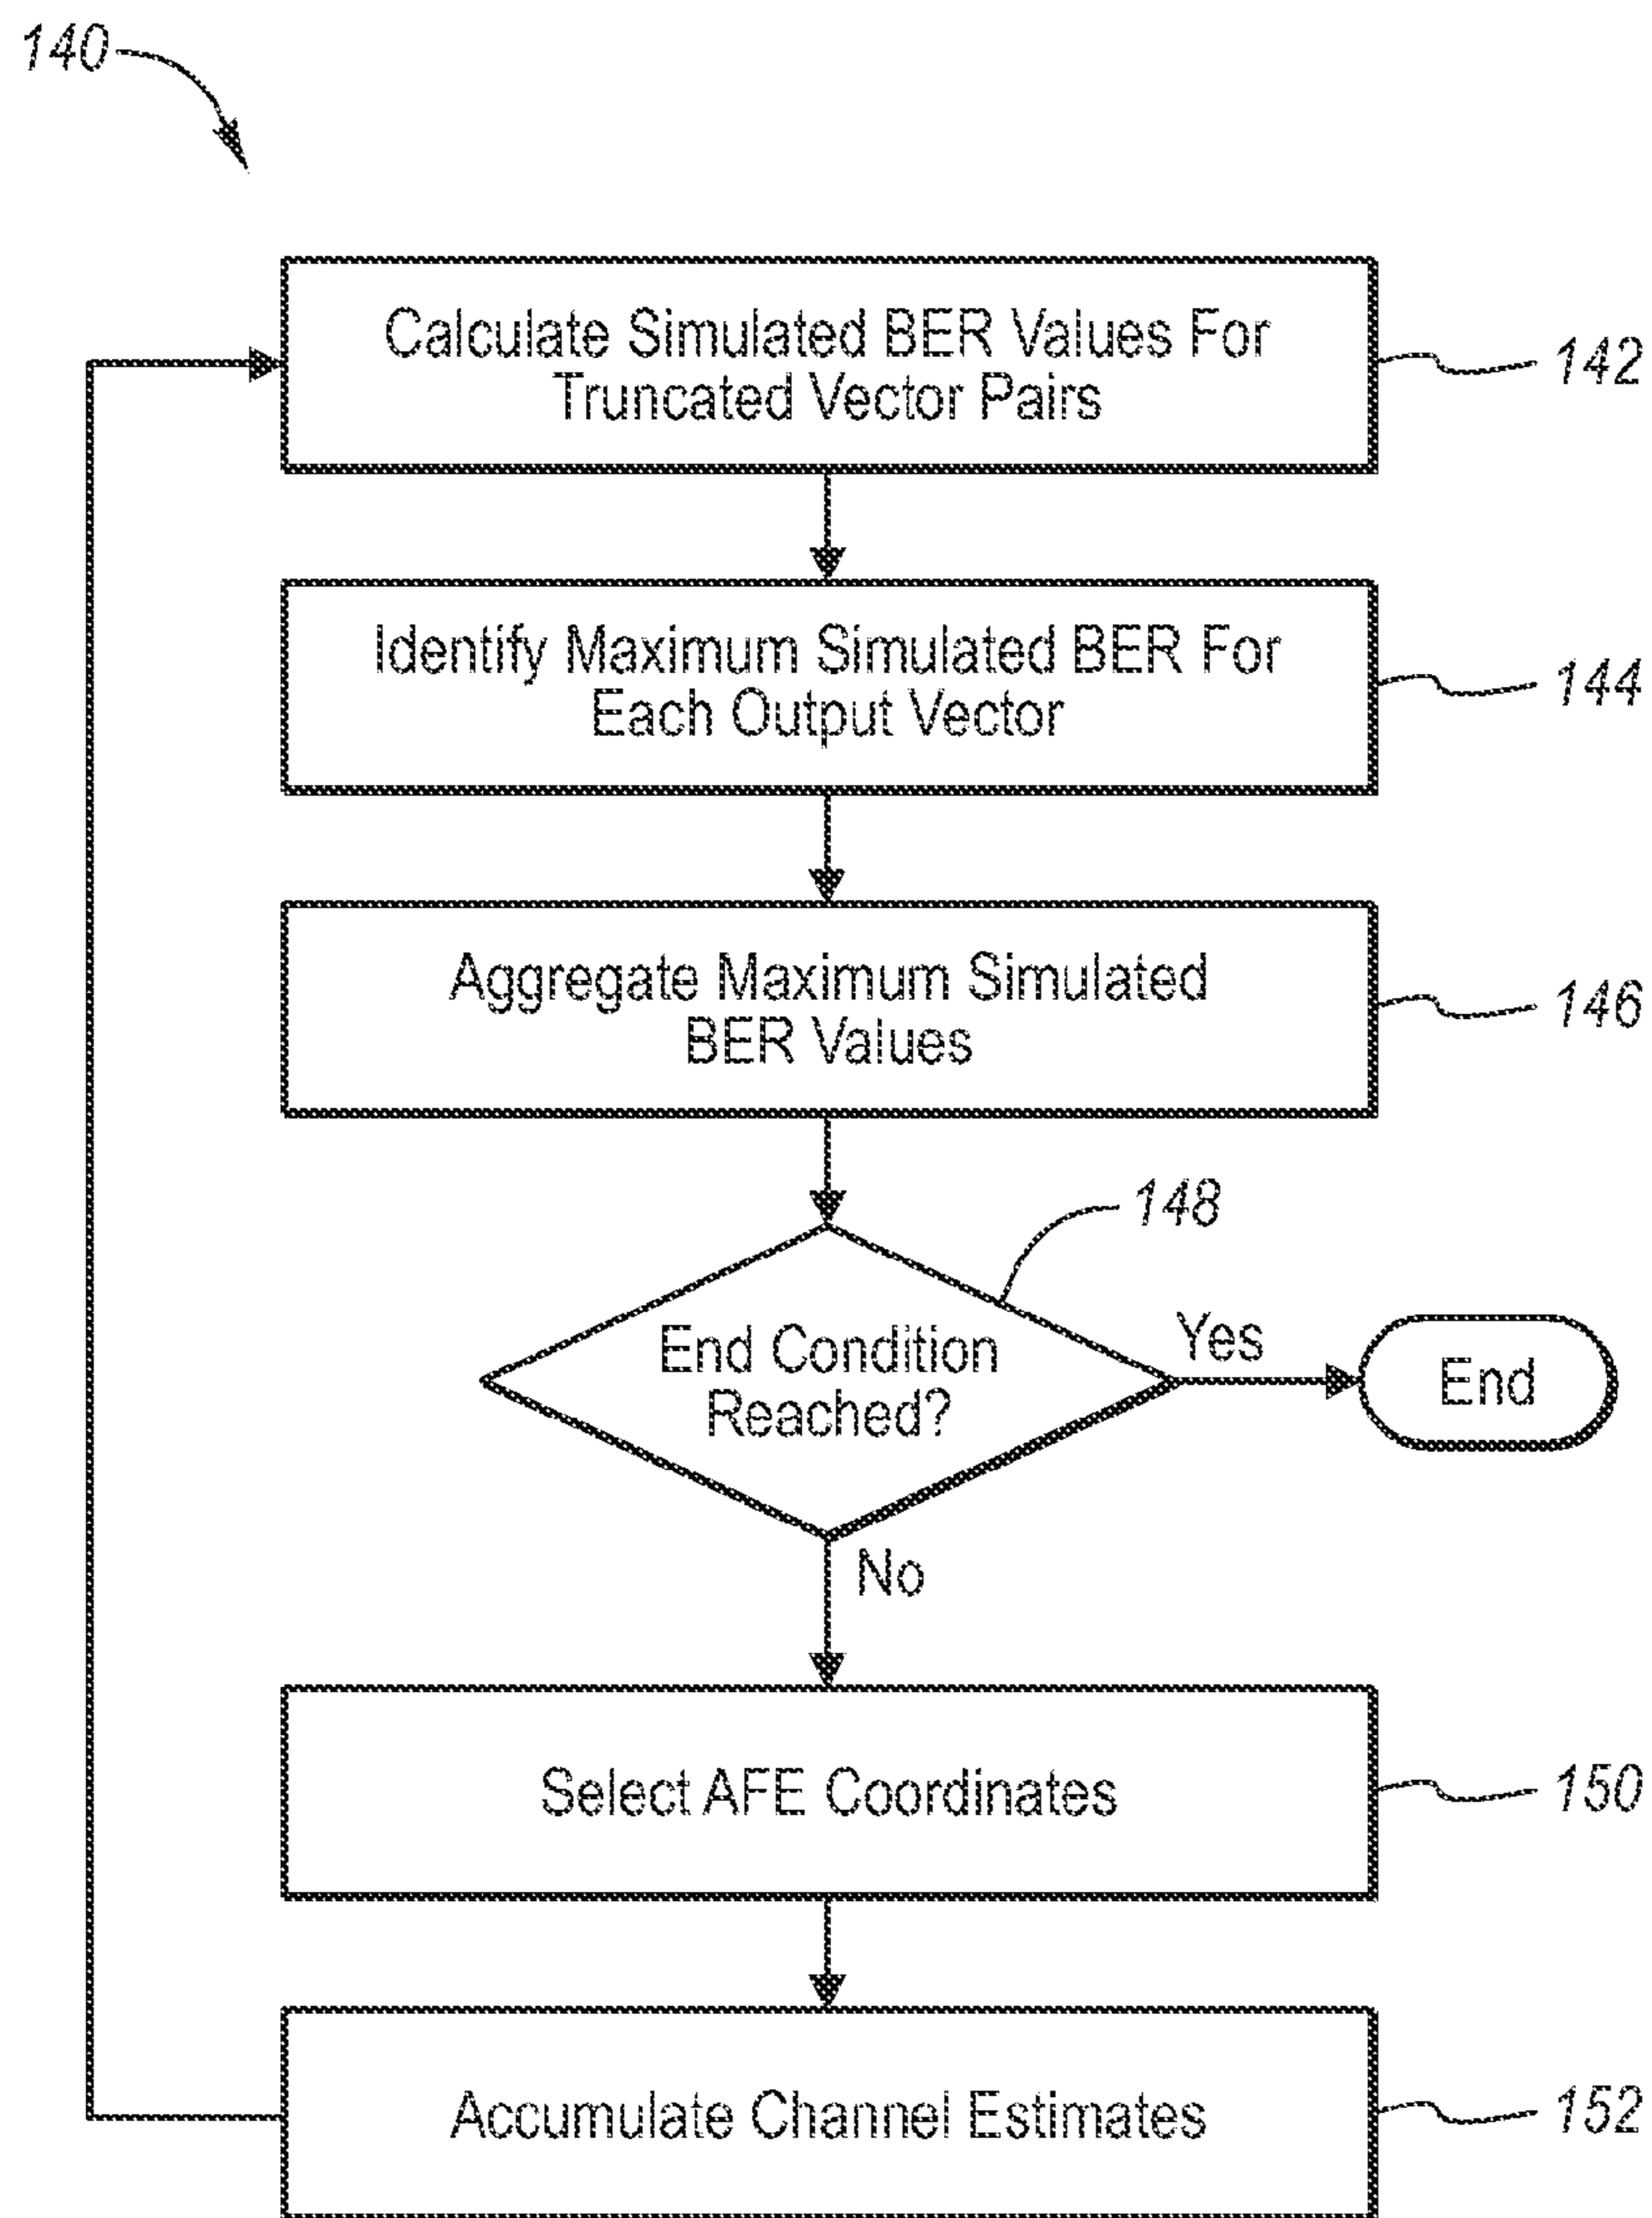 140
Calculate Simulated BER Values For
Truncated Vector Pairs
142
Identify Maximum Simulated BER For
Each Output Vector
144
Aggregate Maximum Simulated
BER Values
146
148
End Condition
Reached?
Yes
End
No
Select AFE Coordinates
150
Accumulate Channel Estimates
152